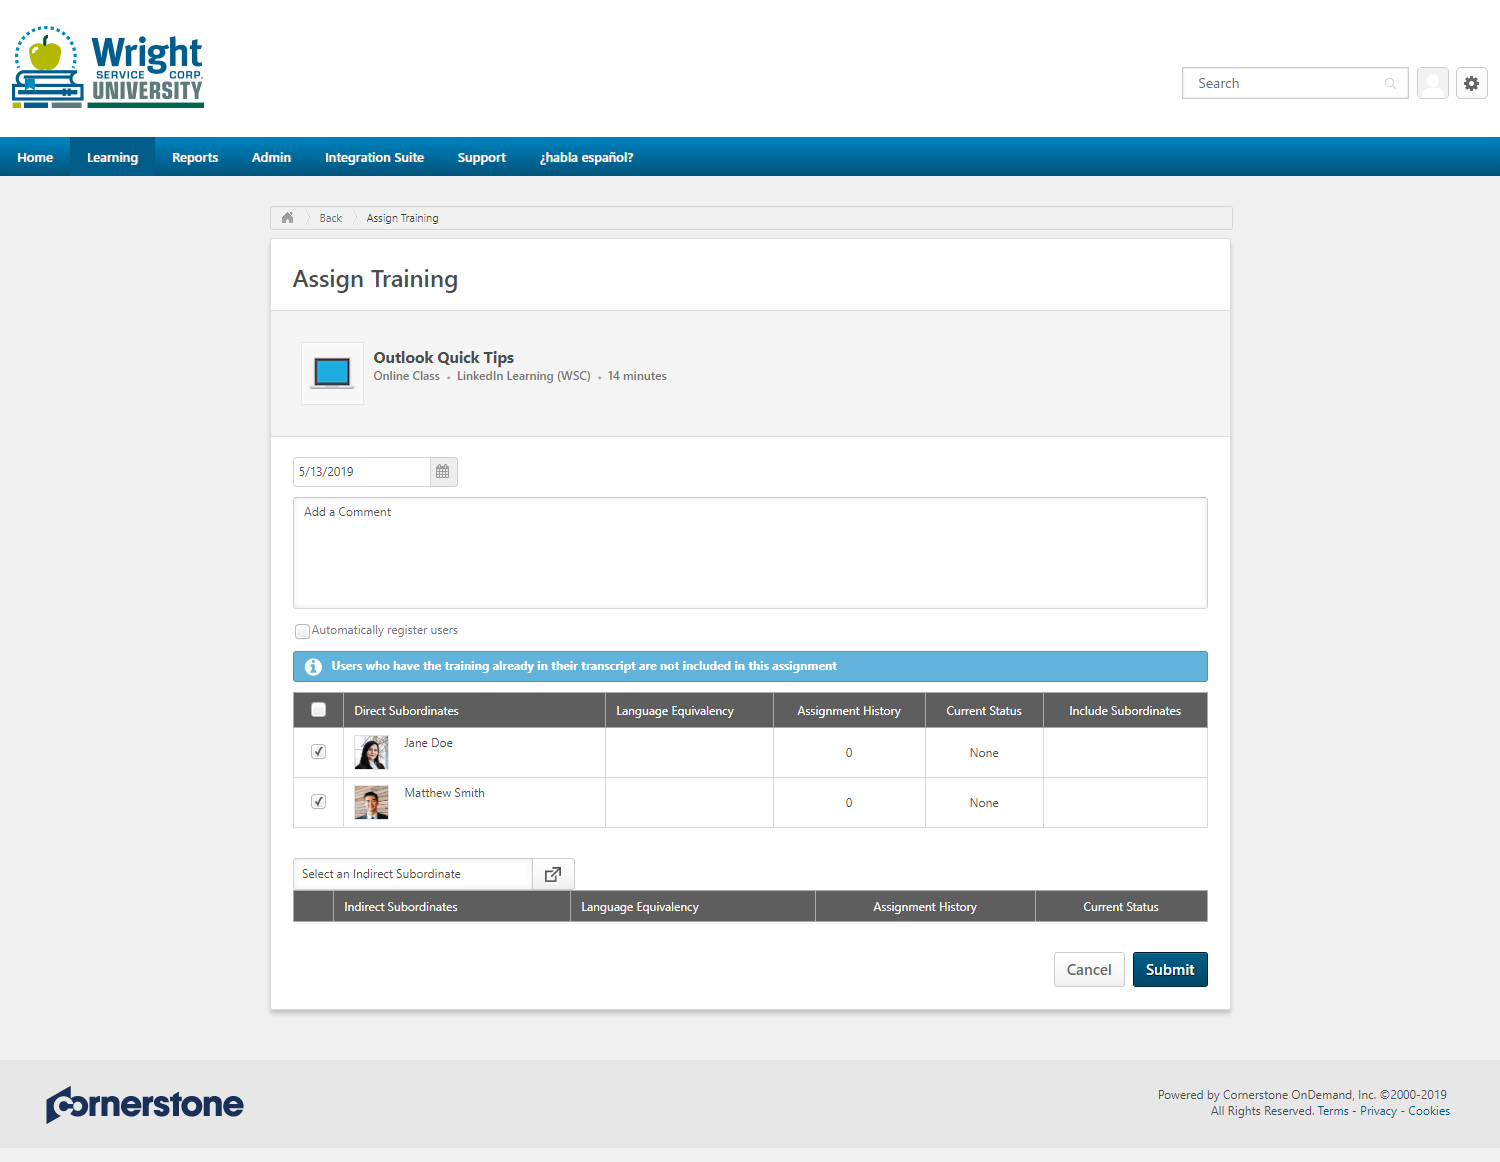 Wright
SERVICE CORP.
UNIVERSITY
Search
Home Learning Reports Admin Integration Suite Support ¿habla español?
Back Assign Training
Assign Training
Outlook Quick Tips
Online Class • LinkedIn Learning (WSC) • 14 minutes
5/13/2019
Add a Comment
Automatically register users
Users who have the training already in their transcript are not included in this assignment
Direct Subordinates Language Equivalency Assignment History Current Status Include Subordinates
Jane Doe 0 None
Matthew Smith 0 None
Select an Indirect Subordinate
Indirect Subordinates Language Equivalency Assignment History Current Status
Cancel Submit
cornerstone
Powered by Cornerstone OnDemand, Inc. ©2000-2019
All Rights Reserved. Terms - Privacy - Cookies